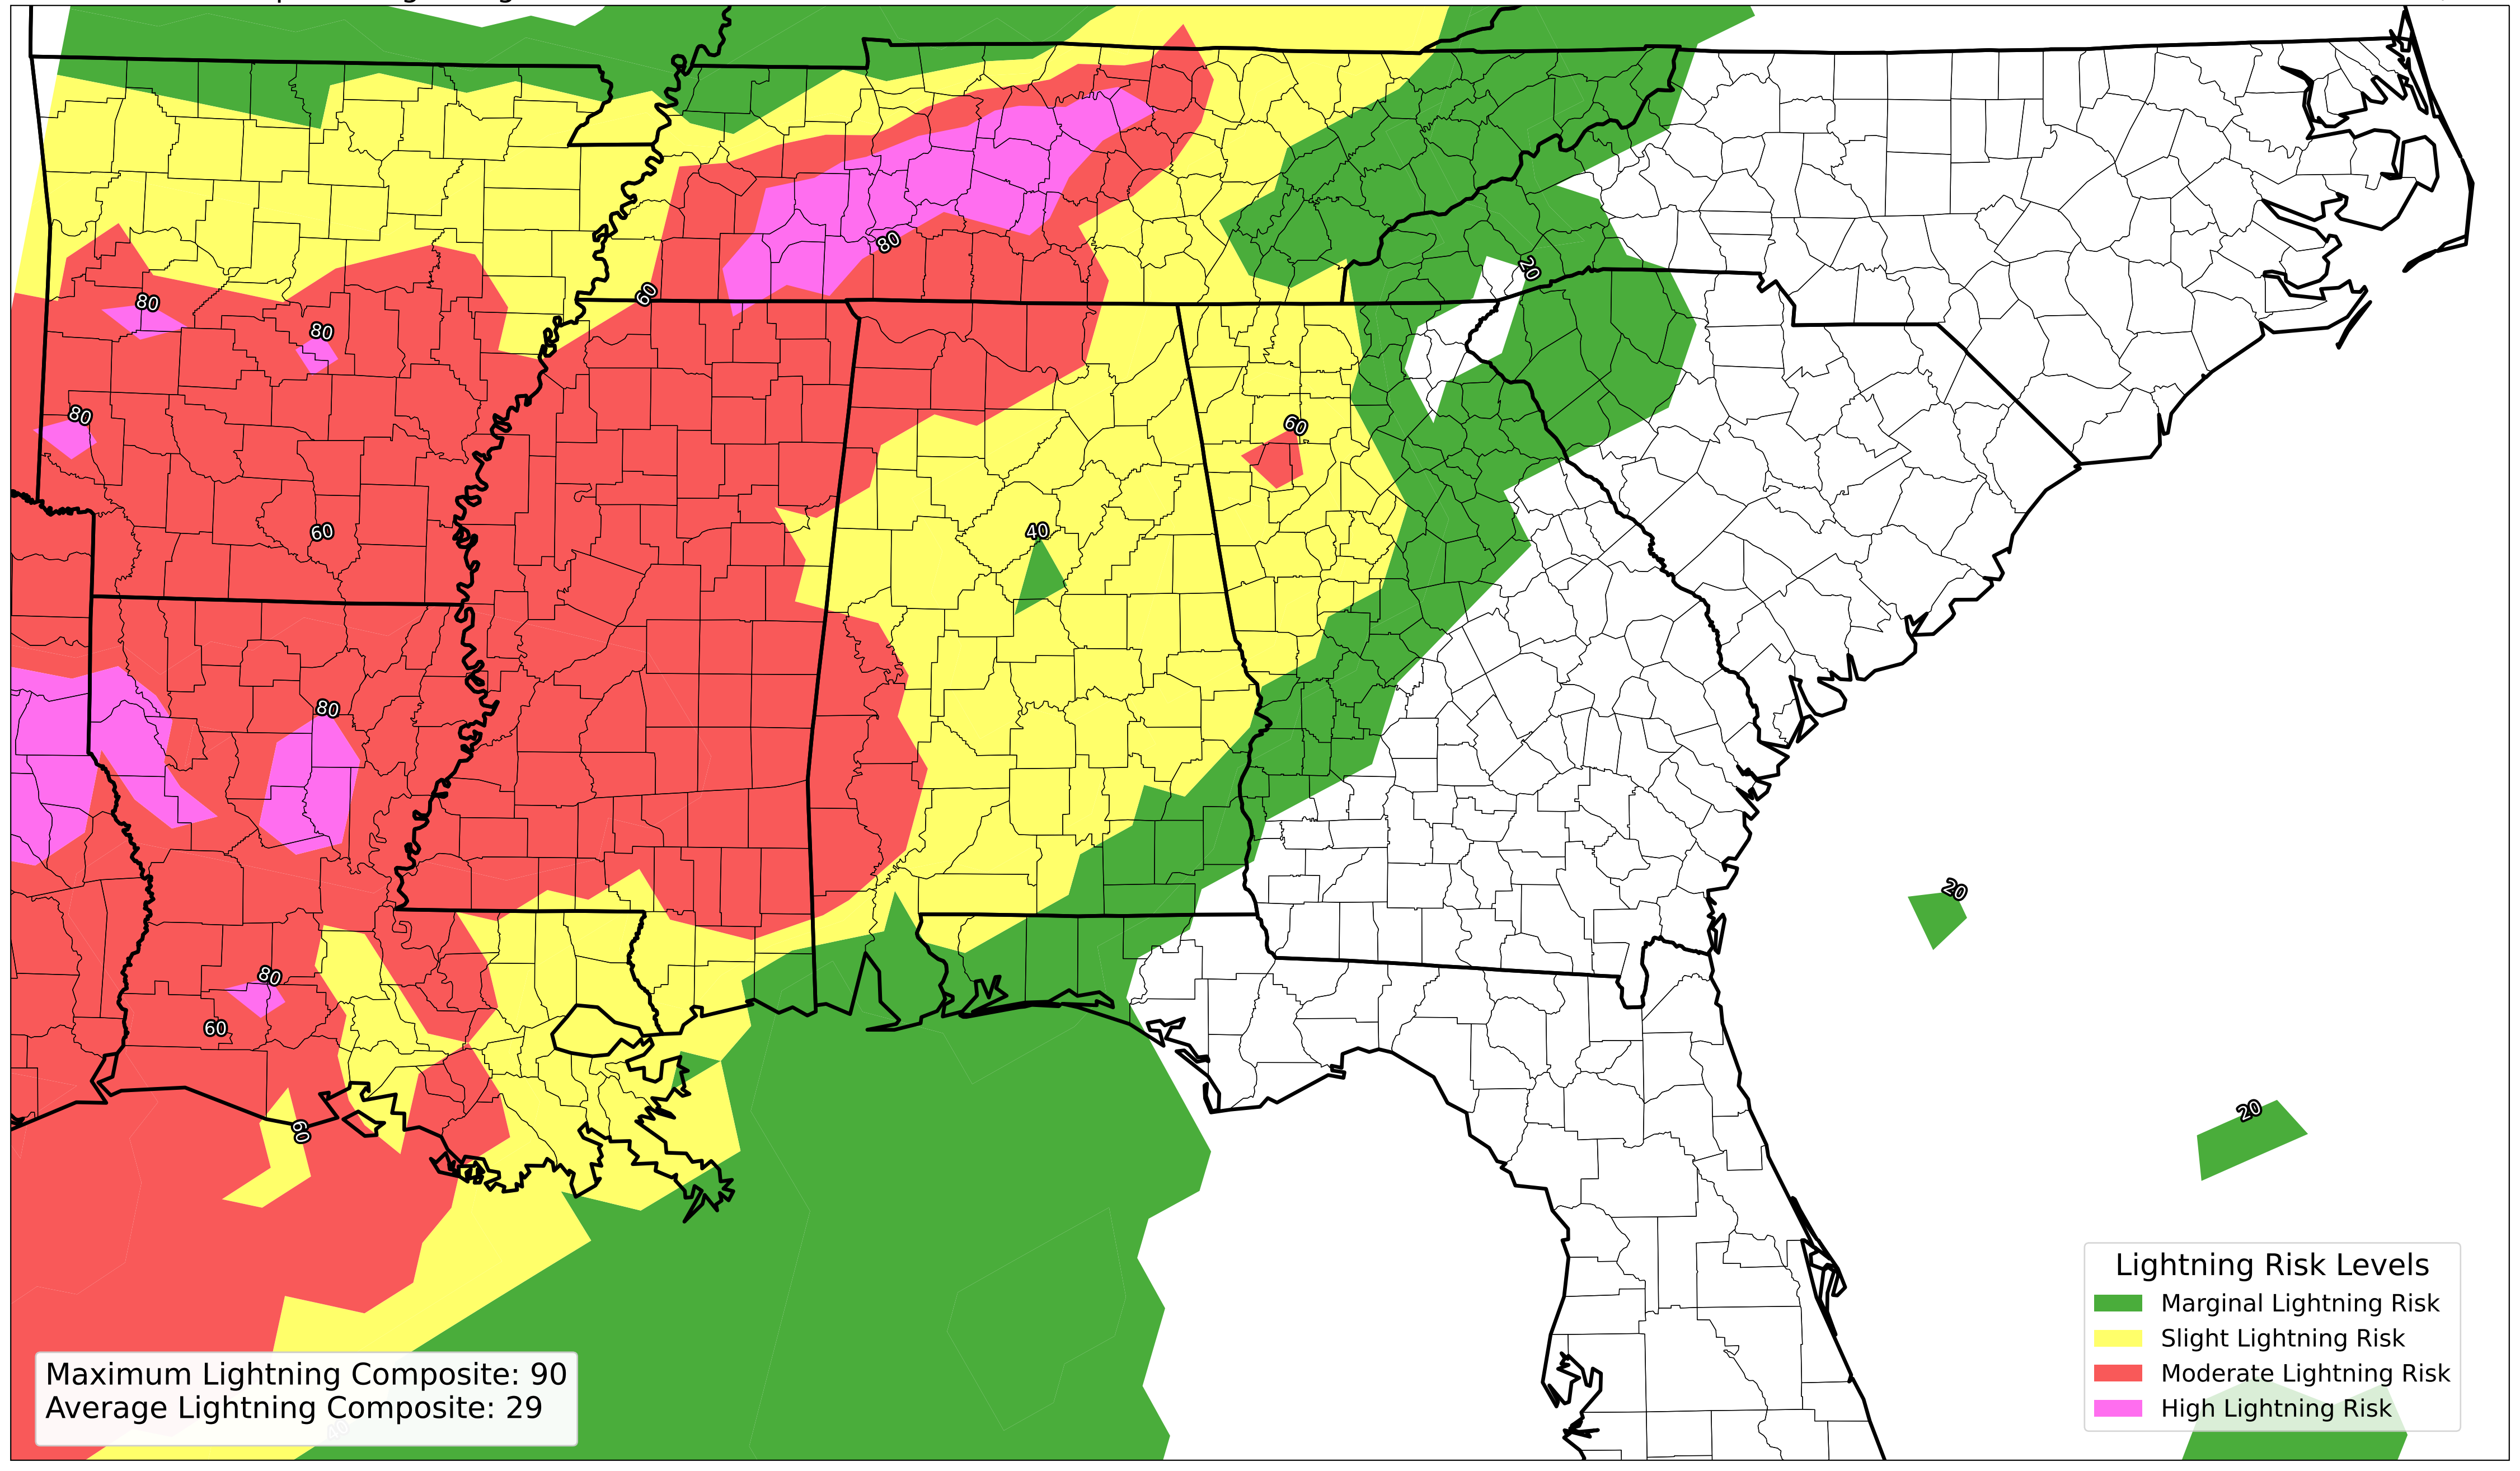 80
60
80
80
20
80
60
60
40
80
20
80
60
60
20
Lightning Risk Levels
Marginal Lightning Risk
Slight Lightning Risk
Moderate Lightning Risk
High Lightning Risk
Maximum Lightning Composite: 90
Average Lightning Composite: 29